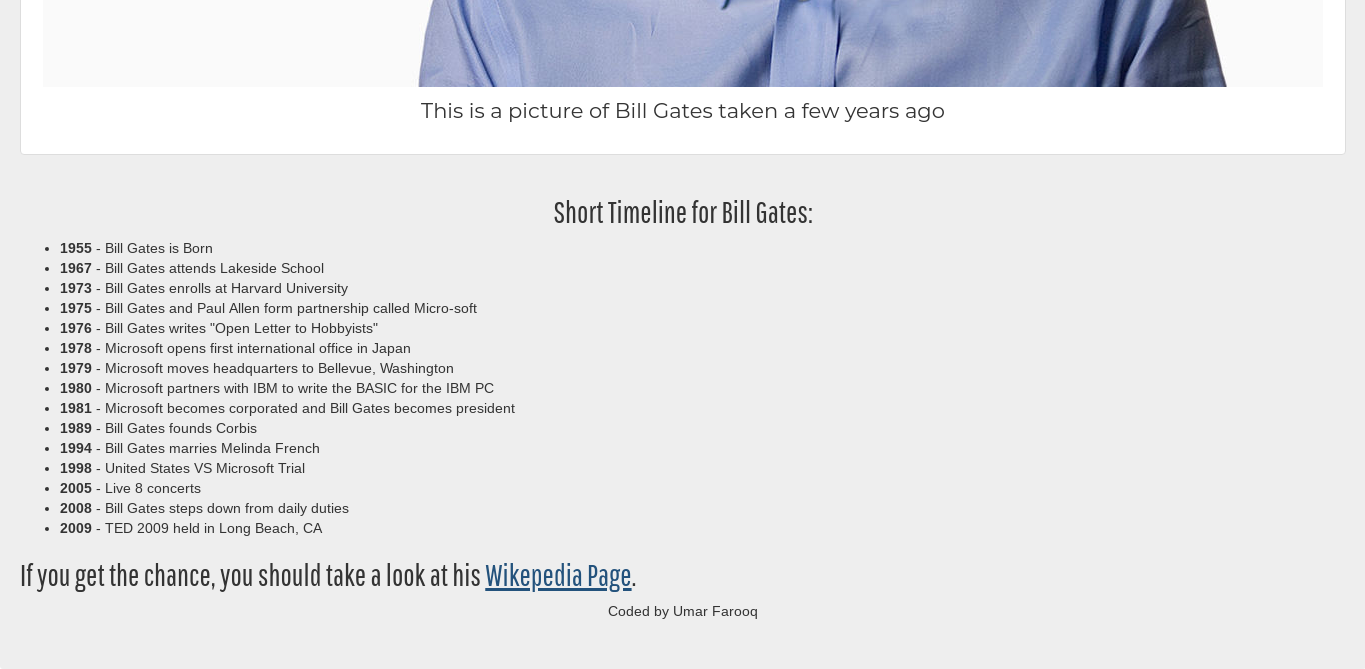 This is a picture of Bill Gates taken a few years ago
Short Timeline for Bill Gates:
1955 - Bill Gates is Born
1967 - Bill Gates attends Lakeside School
1973 - Bill Gates enrolls at Harvard University
1975 - Bill Gates and Paul Allen form partnership called Micro-soft
1976 - Bill Gates writes "Open Letter to Hobbyists"
1978 - Microsoft opens first international office in Japan
1979 - Microsoft moves headquarters to Bellevue, Washington
1980 - Microsoft partners with IBM to write the BASIC for the IBM PC
1981 - Microsoft becomes corporated and Bill Gates becomes president
1989 - Bill Gates founds Corbis
1994 - Bill Gates marries Melinda French
1998 - United States VS Microsoft Trial
2005 - Live 8 concerts
2008 - Bill Gates steps down from daily duties
2009 - TED 2009 held in Long Beach, CA
If you get the chance, you should take a look at his Wikepedia Page.
Coded by Umar Farooq